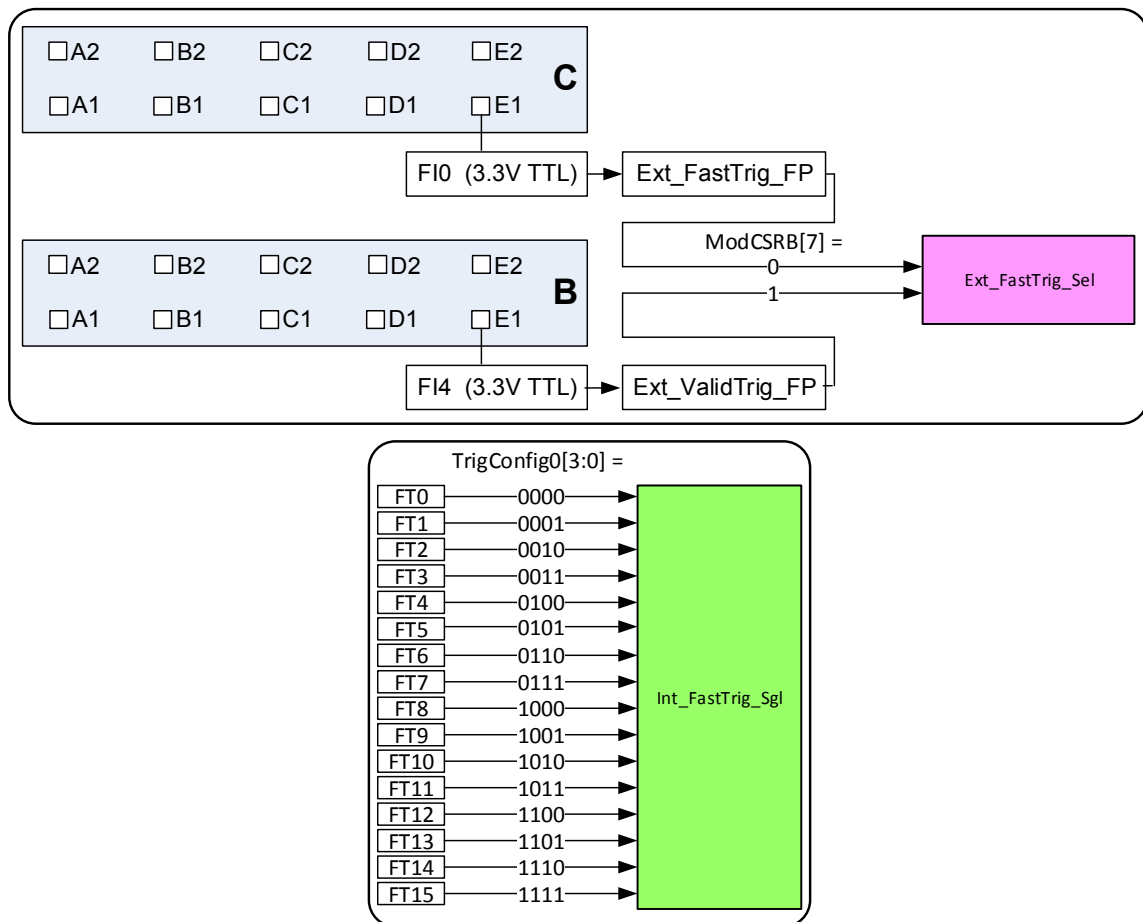 A2 B2 C2 D2 E2
C
A1 B1 C1 D1 E1
FI0 (3.3V TTL) Ext_FastTrig_FP
ModCSRB[7] =
0
1
Ext_FastTrig_Sel
A2 B2 C2 D2 E2
B
A1 B1 C1 D1 E1
FI4 (3.3V TTL) Ext_ValidTrig_FP
TrigConfig0[3:0] =
FT0 0000
FT1 0001
FT2 0010
FT3 0011
FT4 0100
FT5 0101
FT6 0110
FT7 0111
Int_FastTrig_Sgl
FT8 1000
FT9 1001
FT10 1010
FT11 1011
FT12 1100
FT13 1101
FT14 1110
FT15 1111